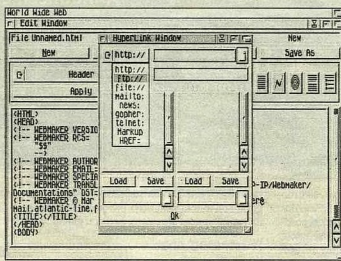 World Wide Web
Edit Window
File Unnamed.html
New
New
Save As
Header
Apply
HyperLink Window
http://
http://
ftp://
file://
mailto:
news:
gopher:
telnet:
Markup
HREF=
Load
Save
Load
Save
Ok
<HTML>
<HEAD>
<!-- WEBMAKER VERSIO
<!-- WEBMAKER RCS=
"$$"
-->
<!-- WEBMAKER AUTHOR
<!-- WEBMAKER EMAIL=
<!-- WEBMAKER SPECIA
<!-- WEBMAKER TRANSL
P-IP/Webmaker/
Documentations" DST=
<!-- WEBMAKER @ Mar
Mail.atlantic-line.f
<TITLE></TITLE>
</HEAD>
<BODY>